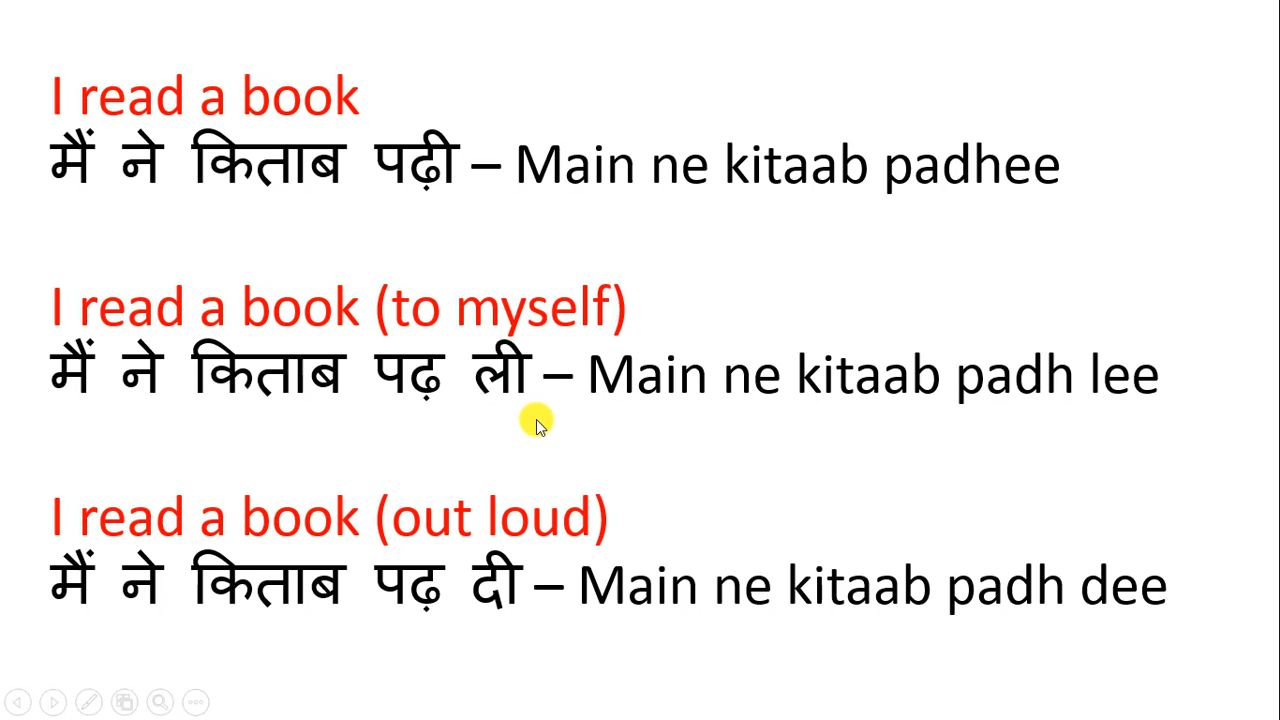 I read a book
मैं ने किताब पढ़ी – Main ne kitaab padhee
I read a book (to myself)
मैं ने किताब पढ़ ली – Main ne kitaab padh lee
I read a book (out loud)
मैं ने किताब पढ़ दी – Main ne kitaab padh dee